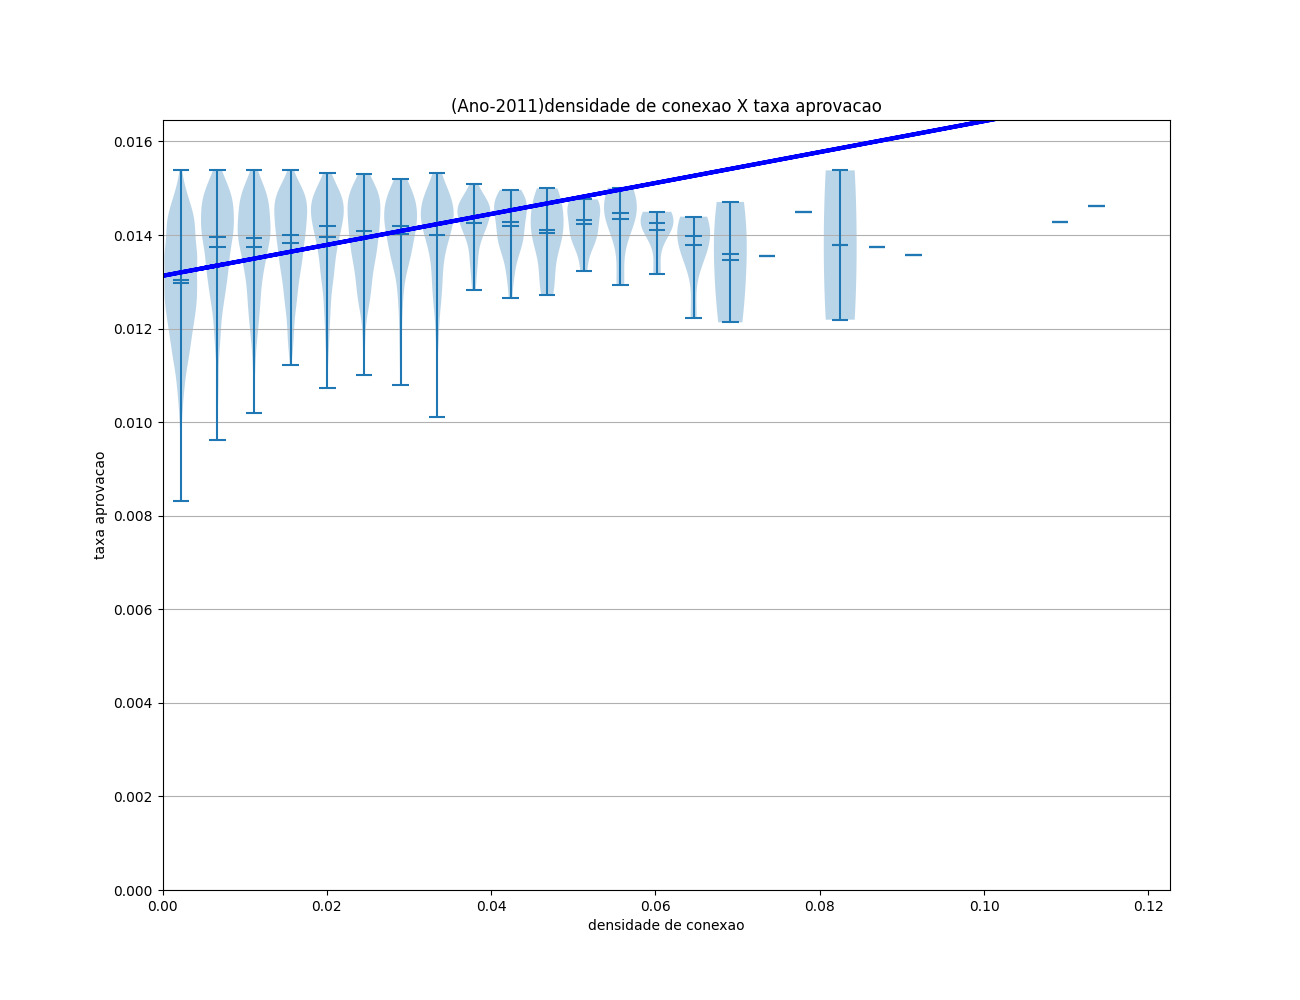 (Ano-2011)densidade de conexao X taxa aprovacao
0.016
0.014
0.012
0.010
0.008
0.006
0.004
0.002
0.000
taxa aprovacao
0.00 0.02 0.04 0.06 0.08 0.10 0.12
densidade de conexao